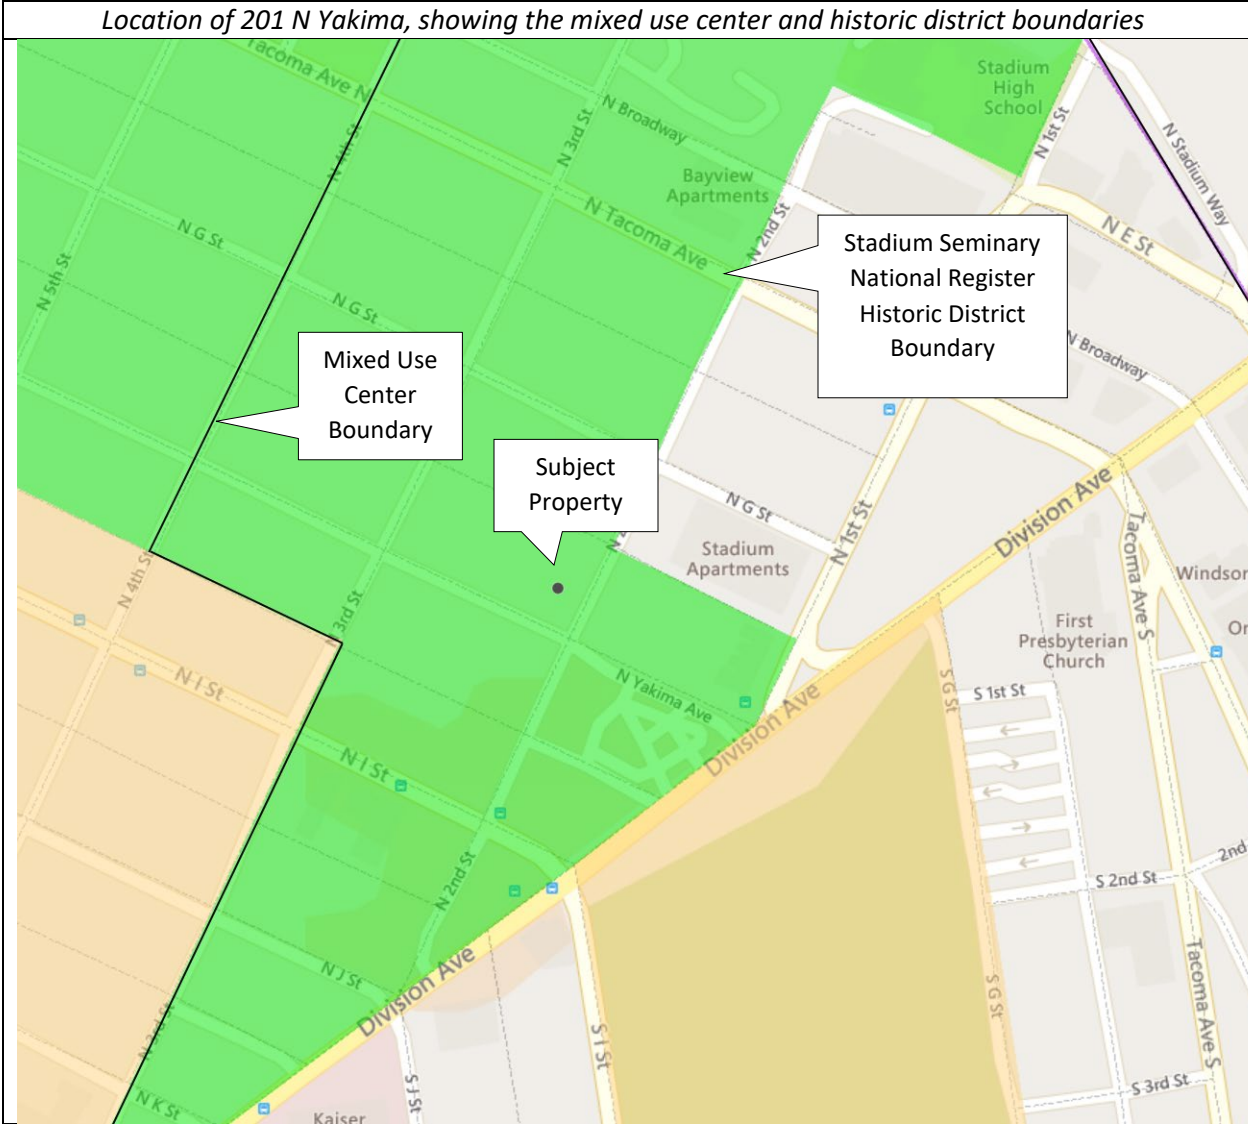 Location of 201 N Yakima, showing the mixed use center and historic district boundaries
Tacoma Ave N
N 4th St
N 3rd St
N Broadway
Stadium
High
School
N 1st St
N Stadium Way
Bayview
Apartments
N 2nd St
N E St
N Tacoma Ave
N G St
N 5th St
N G St
Stadium Seminary
National Register
Historic District
Boundary
N Broadway
Mixed Use
Center
Boundary
Subject
Property
N G St
N 1st St
Division Ave
Tacoma Ave S
Stadium
Apartments
N 4th St
N 3rd St
Windsor
First
Presbyterian
Church
N I St
N Yakima Ave
S G St
S 1st St
Division Ave
N I St
N 2nd St
S 2nd St
2nd
N J St
Division Ave
Tacoma Ave S
S G St
N 3rd St
S I St
S J St
S 3rd St
N K St
Kaiser